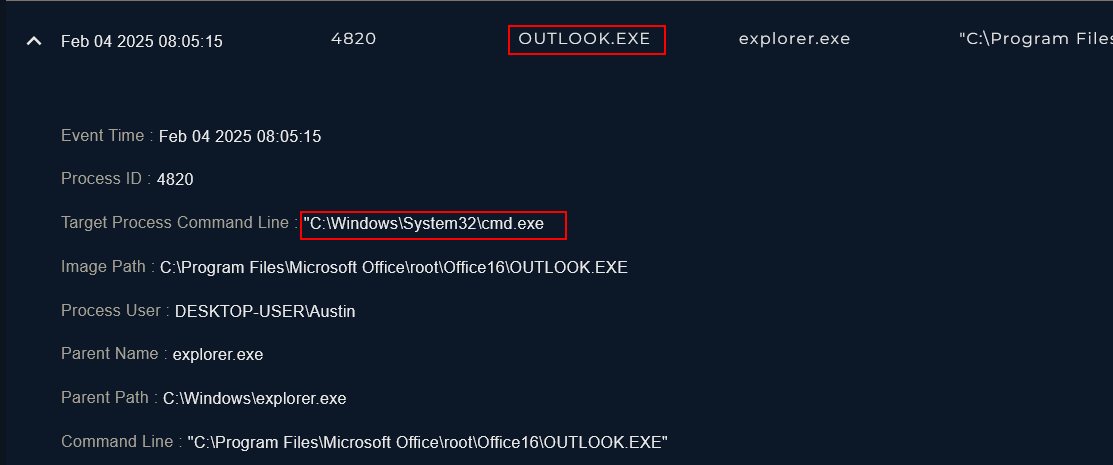 Feb 04 2025 08:05:15 4820 OUTLOOK.EXE explorer.exe "C:\Program Files
Event Time : Feb 04 2025 08:05:15
Process ID : 4820
Target Process Command Line : "C:\Windows\System32\cmd.exe
Image Path : C:\Program Files\Microsoft Office\root\Office16\OUTLOOK.EXE
Process User : DESKTOP-USER\Austin
Parent Name : explorer.exe
Parent Path : C:\Windows\explorer.exe
Command Line : "C:\Program Files\Microsoft Office\root\Office16\OUTLOOK.EXE"